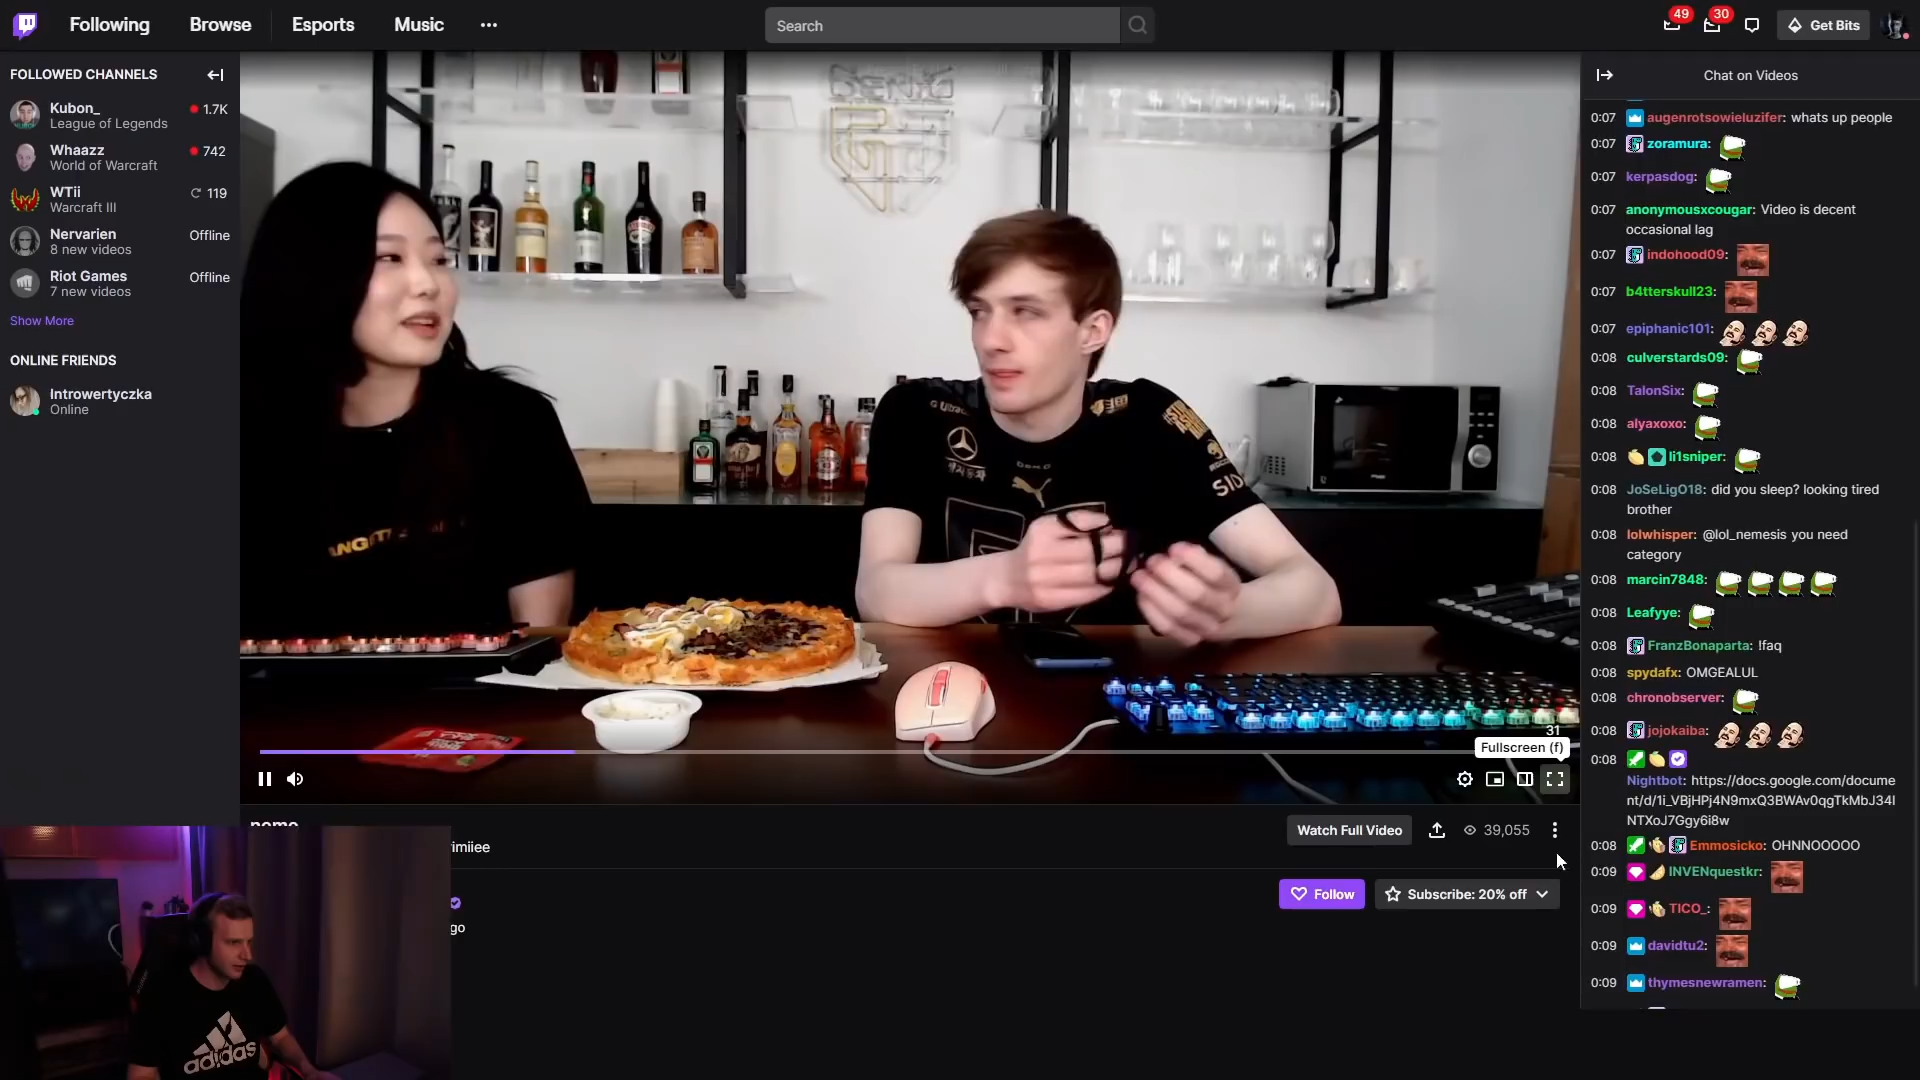 Following
Browse
Esports
Music
Search
49
30
Get Bits
FOLLOWED CHANNELS
Kubon_
1.7K
League of Legends
Whaazz
742
World of Warcraft
WTii
119
Warcraft III
Nervarien
Offline
8 new videos
Riot Games
Offline
7 new videos
Show More
ONLINE FRIENDS
Introwertyczka
Online
GENG
SID
31
Fullscreen (f)
Watch Full Video
39,055
Follow
Subscribe: 20% off
go
adidas
Chat on Videos
0:07 augenrotsowieluzifer: whats up people
0:07 zoramura:
0:07 kerpasdog:
anonymousxcougar: Video is decent
occasional lag
0:07 indohood09:
0:07 b4tterskull23:
0:07 epiphanic101:
0:08 culverstards09:
0:08 TalonSix:
0:08 alyaxoxo:
0:08 li1sniper:
0:08 JoSeLigO18: did you sleep? looking tired
brother
0:08 lolwhisper: @lol_nemesis you need
category
0:08 marcin7848:
0:08 Leafyye:
0:08 FranzBonaparta: !faq
0:08 spydafx: OMGEALUL
0:08 chronobserver:
0:08 jojokaiba:
0:08
Nightbot: https://docs.google.com/docume
nt/d/1i_VBjHPj4N9mxQ3BWAv0qgTkMbJ34l
NTXoJ7Ggy6i8w
0:08 Emmosicko: OHNNOOOOO
0:09 INVENquestkr:
0:09 TICO_:
0:09 davidtu2:
0:09 thymesnewramen: